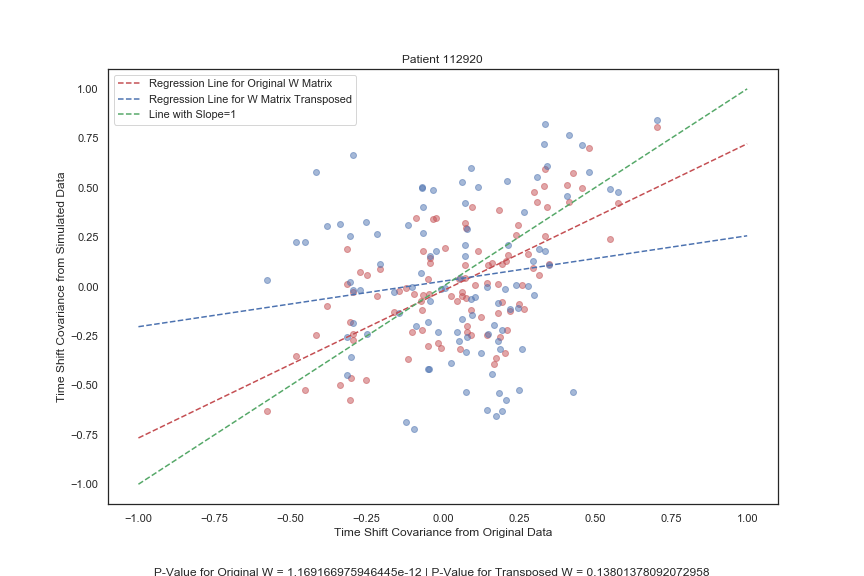 Patient 112920
Regression Line for Original W Matrix
Regression Line for W Matrix Transposed
Line with Slope=1
1.00
0.75
0.50
0.25
0.00
−0.25
−0.50
−0.75
−1.00
Time Shift Covariance from Simulated Data
−1.00 −0.75 −0.50 −0.25 0.00 0.25 0.50 0.75 1.00
Time Shift Covariance from Original Data
P-Value for Original W = 1.169166975946445e-12 | P-Value for Transposed W = 0.13801378092072958